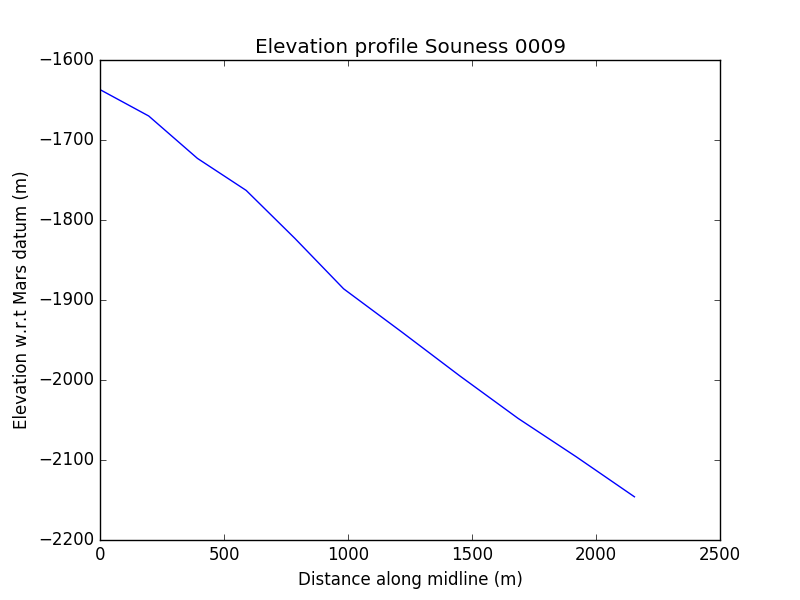 Elevation profile Souness 0009
−1600
−1700
−1800
−1900
−2000
−2100
−2200
Elevation w.r.t Mars datum (m)
0 500 1000 1500 2000 2500
Distance along midline (m)